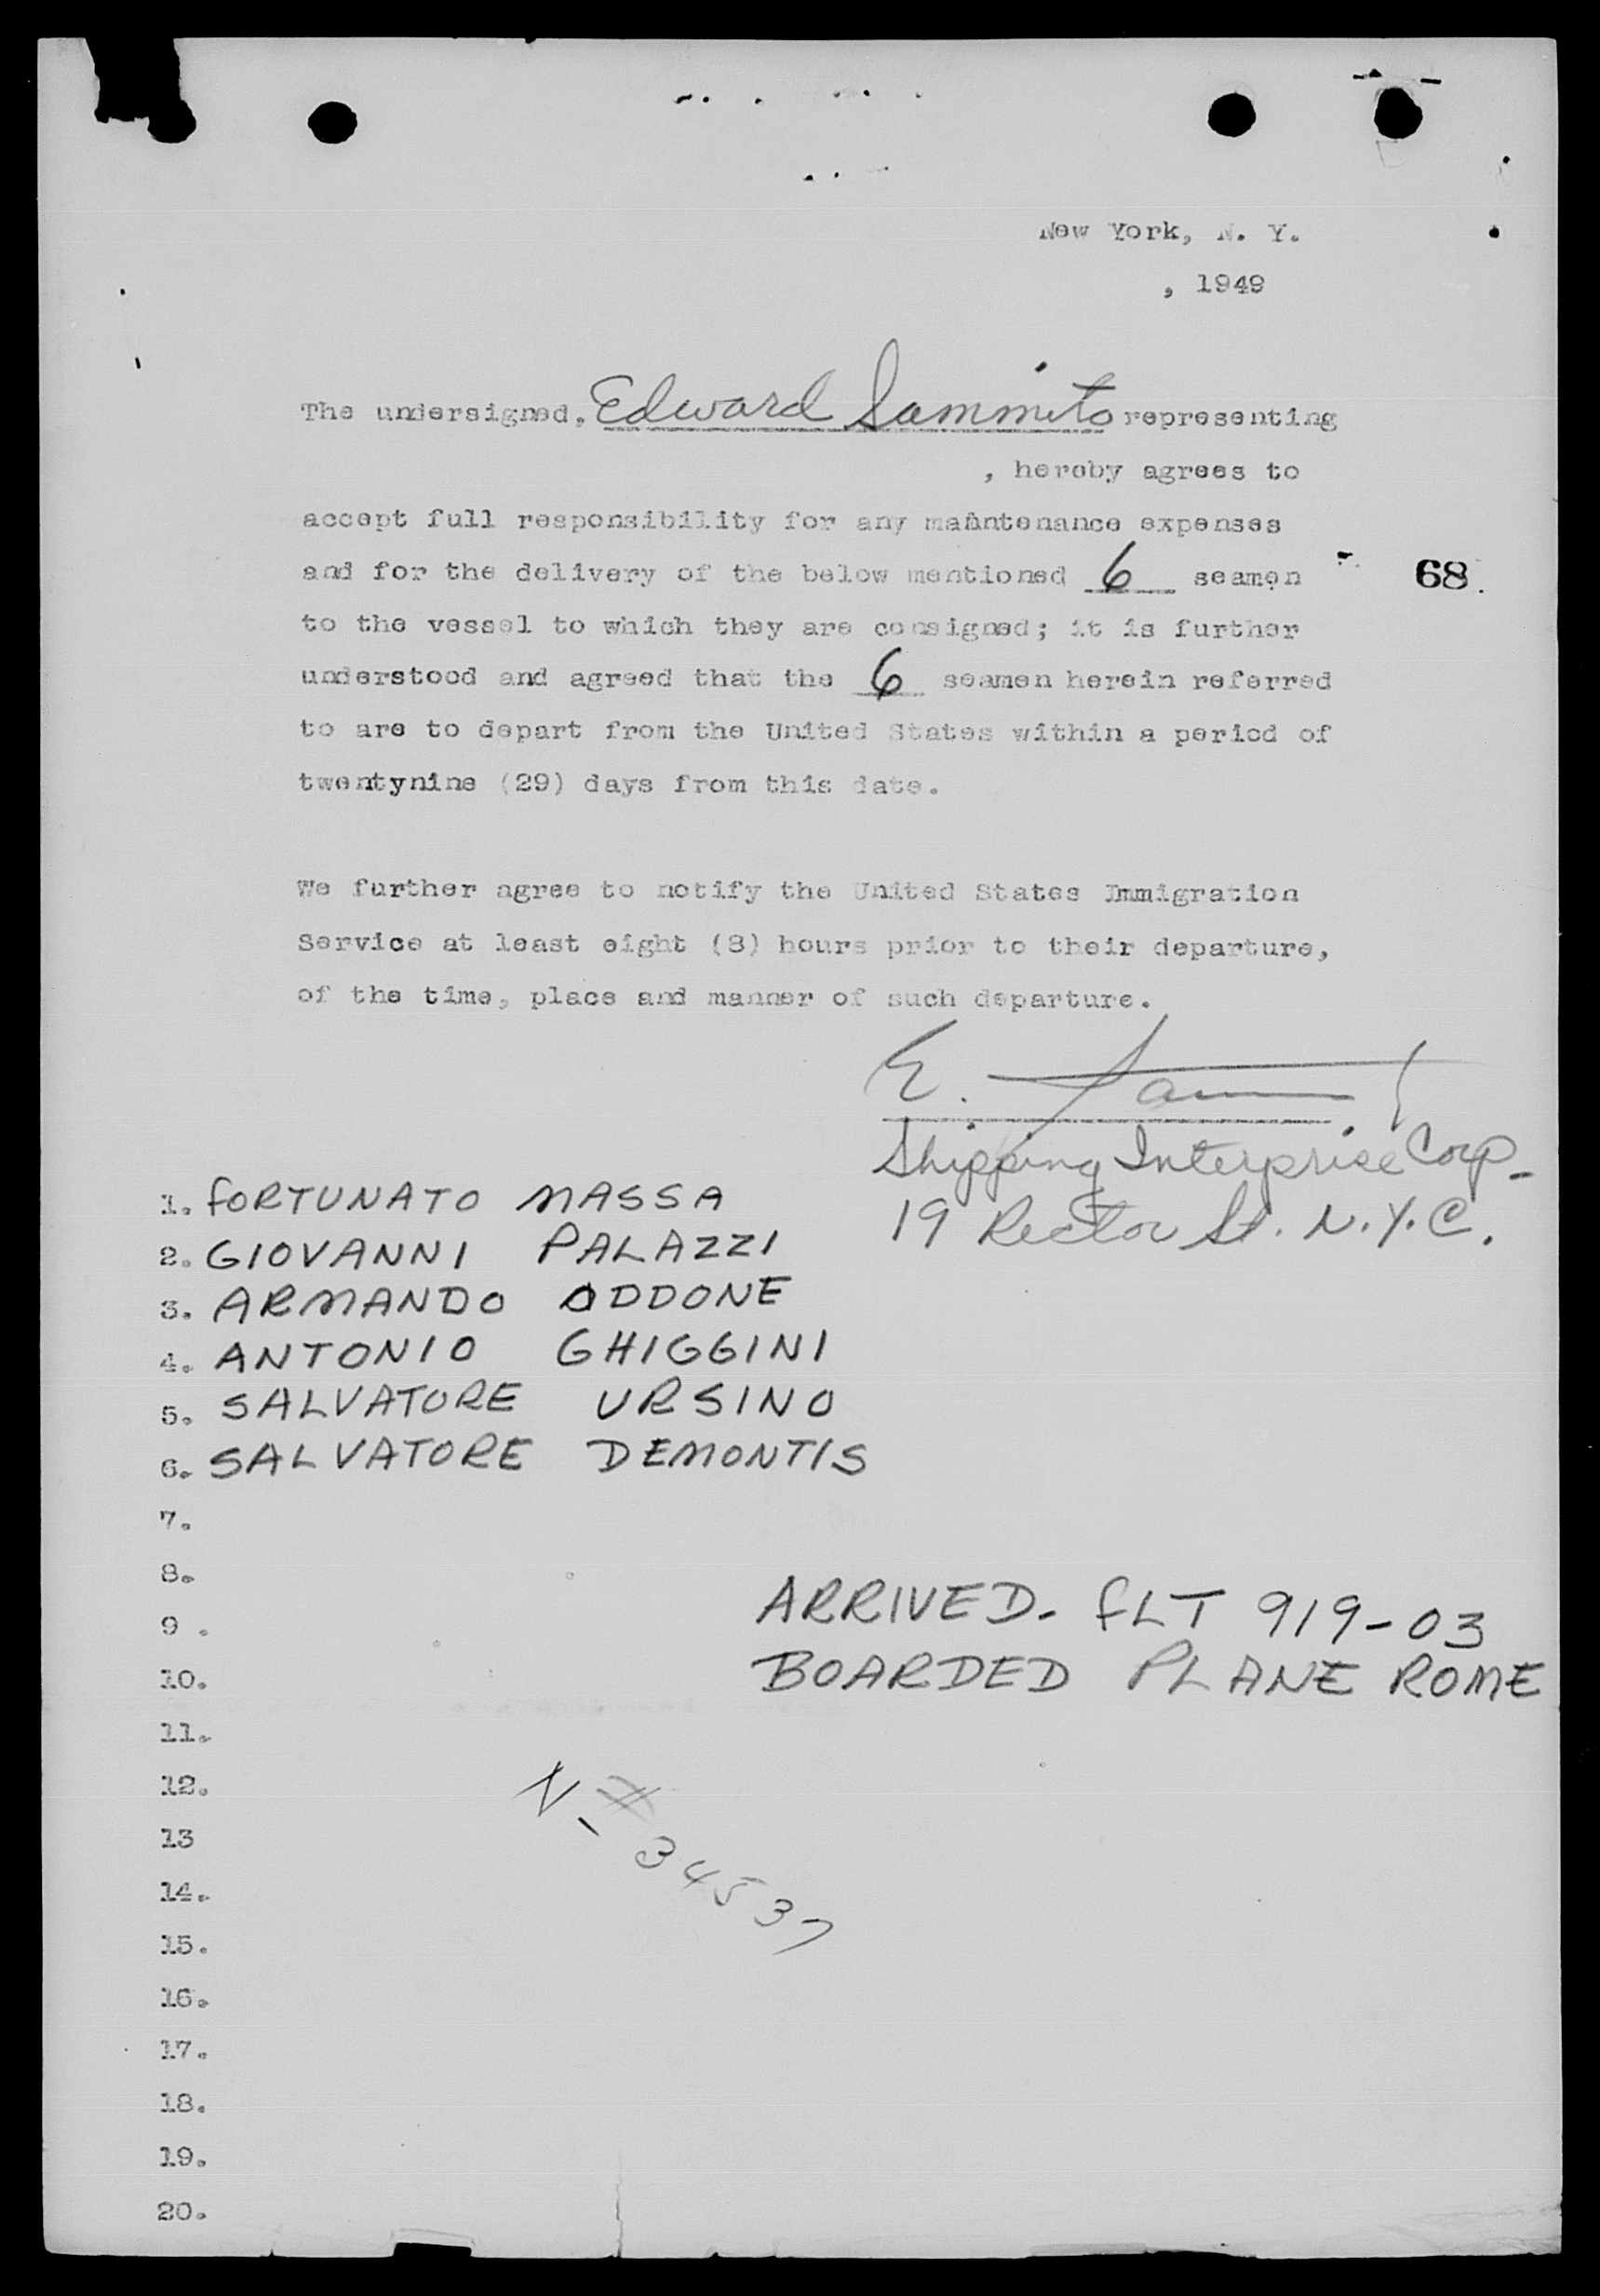 New York, N. Y.
, 1949
The undersigned, Edward Sammito representing
, hereby agrees to
accept full responsibility for any maintenance expenses
and for the delivery of the below mentioned 6 seamen
68
to the vessel to which they are consigned; it is further
understood and agreed that the 6 seamen herein referred
to are to depart from the United States within a period of
twentynine (29) days from this date.
We further agree to notify the United States Immigration
Service at least eight (8) hours prior to their departure,
of the time, place and manner of such departure.
E.
Shipping Interprise Corp.
19 Rector St. N.Y.C.
1. FORTUNATO MASSA
2. GIOVANNI PALAZZI
3. ARMANDO ODDONE
4. ANTONIO GHIGGINI
5. SALVATORE URSINO
6. SALVATORE DEMONTIS
7.
8.
ARRIVED. FLT 919-03
9.
10.
BOARDED PLANE ROME
11.
12.
13
14.
N-# 34537
15.
16.
17.
18.
19.
20.